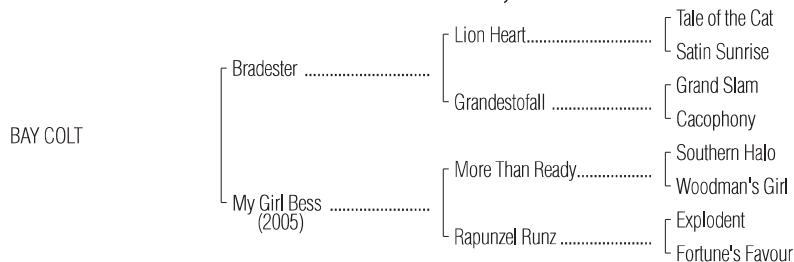 Tale of the Cat
Lion Heart
Satin Sunrise
Bradester
Grand Slam
Grandestofall
Cacophony
BAY COLT
Southern Halo
More Than Ready
Woodman's Girl
My Girl Bess
(2005)
Explodent
Rapunzel Runz
Fortune's Favour